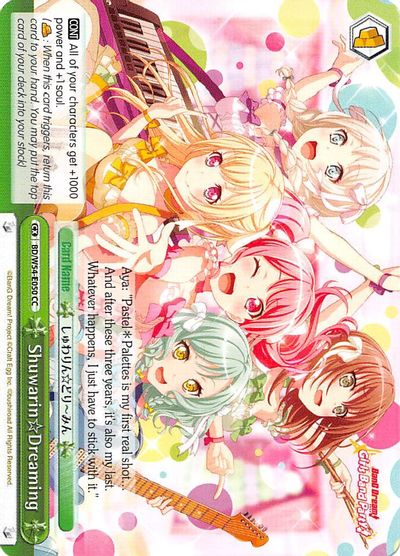 [CON] All of your characters get +1000
power and +1 soul.
( : When this card triggers, return this
card to your hand. You may put the top
card of your deck into your stock)
BanG Dream!
Girls Band Party!
Aya: "Pastel*Palettes is my first real shot...
And after these three years, it's also my last.
Whatever happens, I just have to stick with it."
Card Name
しゅわりん☆どり～みん
CX
BD/W54-E050 CC
Shuwarin☆Dreaming
©BanG Dream! Project ©Craft Egg Inc. ©bushiroad All Rights Reserved.